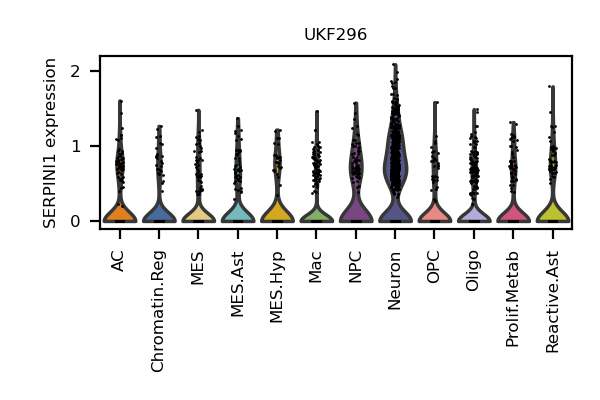 UKF296
SERPINI1 expression
2
1
0
AC
Chromatin.Reg
MES
MES.Ast
MES.Hyp
Mac
NPC
Neuron
OPC
Oligo
Prolif.Metab
Reactive.Ast